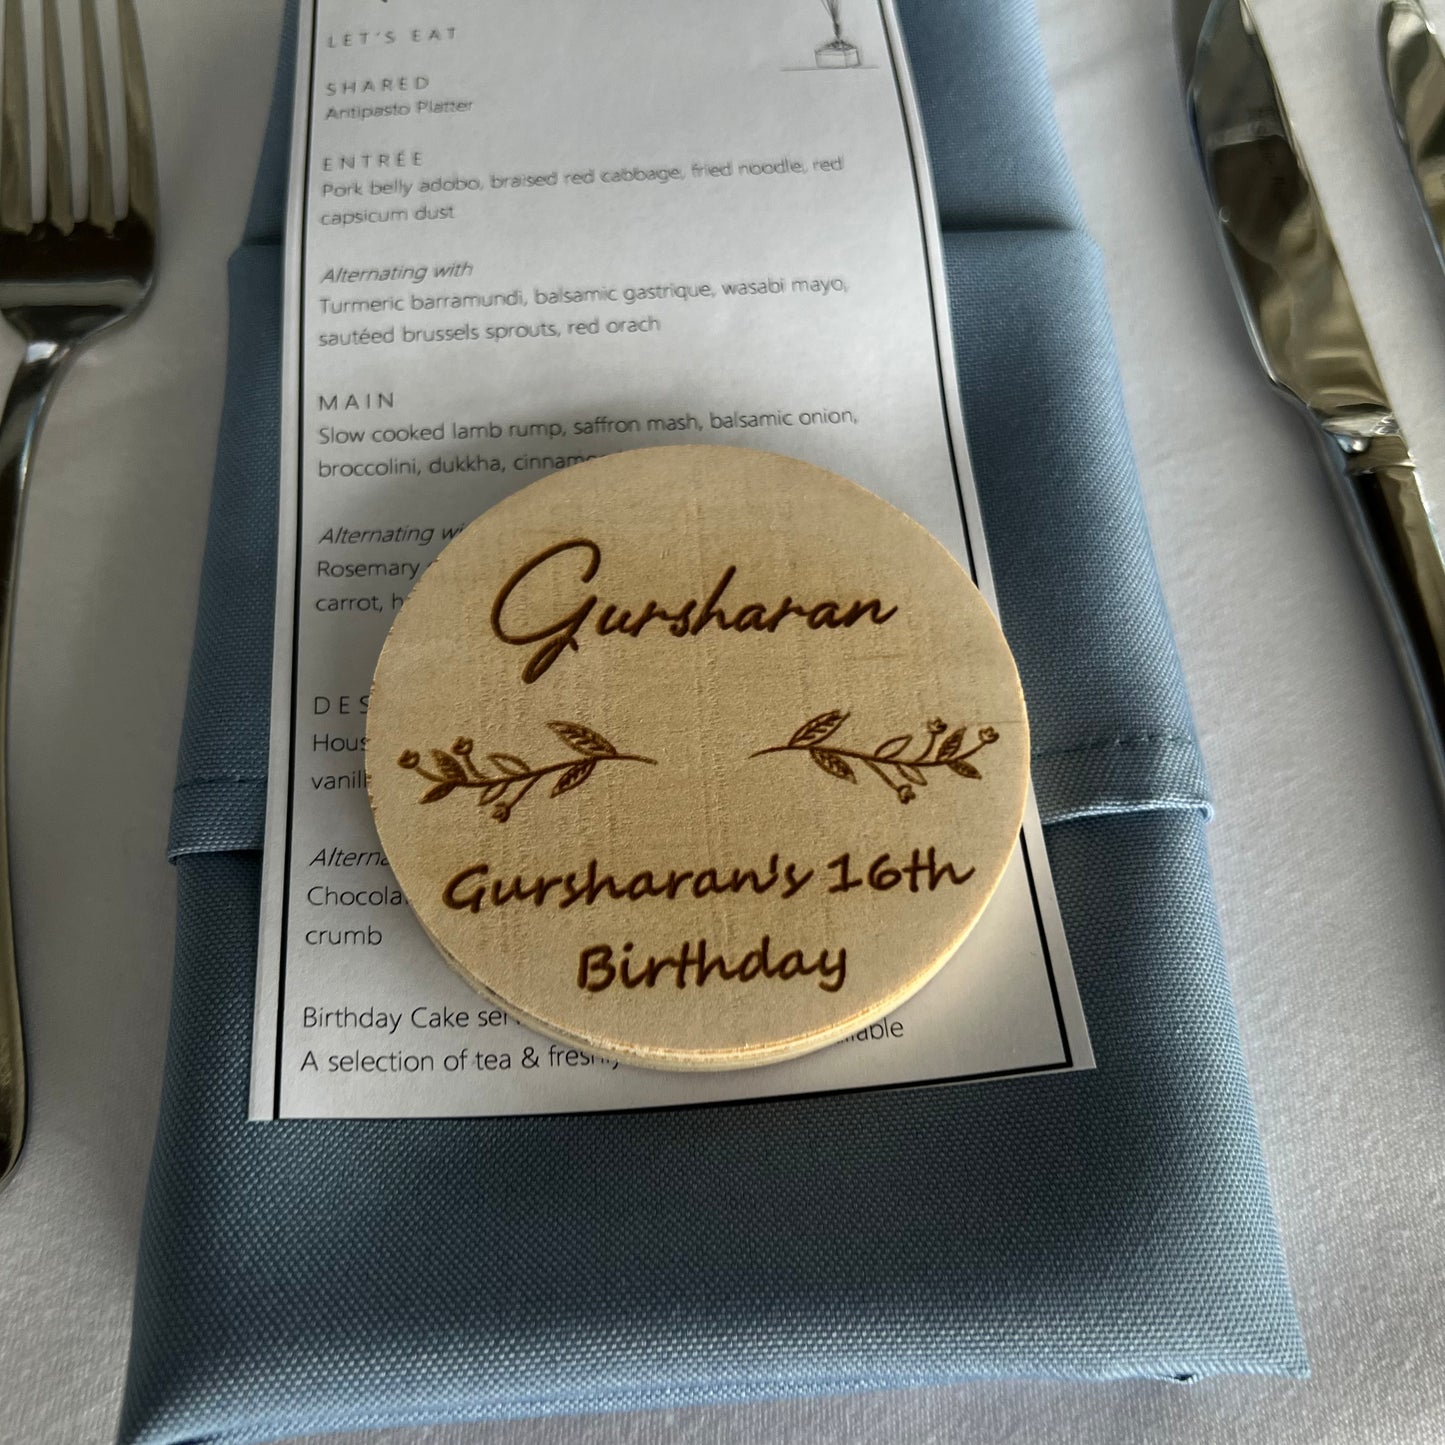 LET'S EAT
SHARED
Antipasto Platter
ENTRÉE
Pork belly adobo, braised red cabbage, fried noodle, red
capsicum dust
Alternating with
Turmeric barramundi, balsamic gastrique, wasabi mayo,
sautéed brussels sprouts, red orach
MAIN
Slow cooked lamb rump, saffron mash, balsamic onion,
broccolini, dukkha,
Alternating
Rosemary
carrot,
Gursharan
Gursharan's 16th
Birthday
crumb
Birthday Cake
A selection of tea &